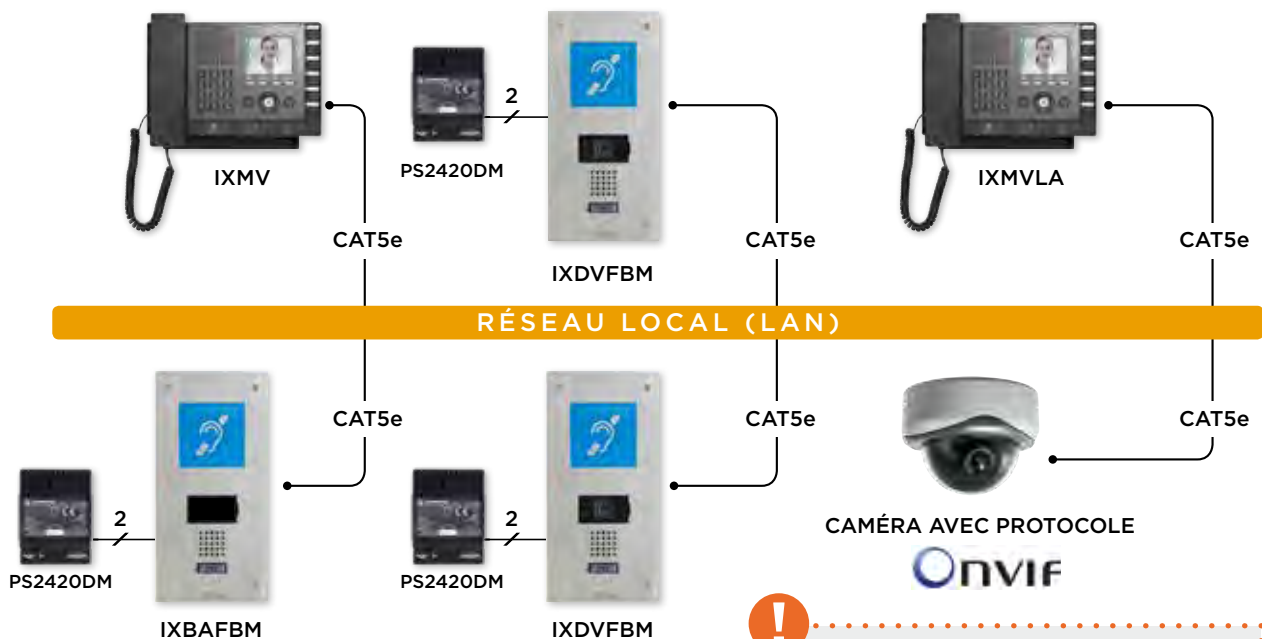 2
PS2420DM
IXMV
IXMVLA
CAT5e
CAT5e
CAT5e
IXDVFBM
RÉSEAU LOCAL (LAN)
CAT5e
CAT5e
CAT5e
2
2
CAMÉRA AVEC PROTOCOLE
ONVIF
PS2420DM
PS2420DM
IXBAFBM
IXDVFBM
!